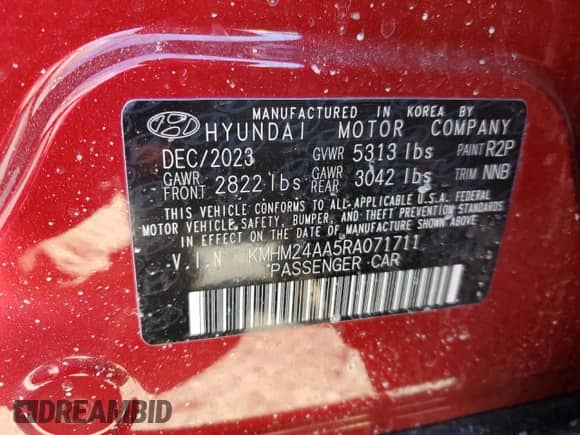 MANUFACTURED IN KOREA BY
HYUNDAI MOTOR COMPANY
DEC/2023 GVWR 5313 lbs PAINT R2P
GAWR FRONT 2822 lbs GAWR REAR 3042 lbs TRIM NNB
THIS VEHICLE CONFORMS TO ALL APPLICABLE U.S.A. FEDERAL
MOTOR VEHICLE SAFETY, BUMPER, AND THEFT PREVENTION STANDARDS
IN EFFECT ON THE DATE OF MANUFACTURE SHOWN ABOVE.
V.I.N KMHM24AA5RA071711
PASSENGER CAR
DREAMBID